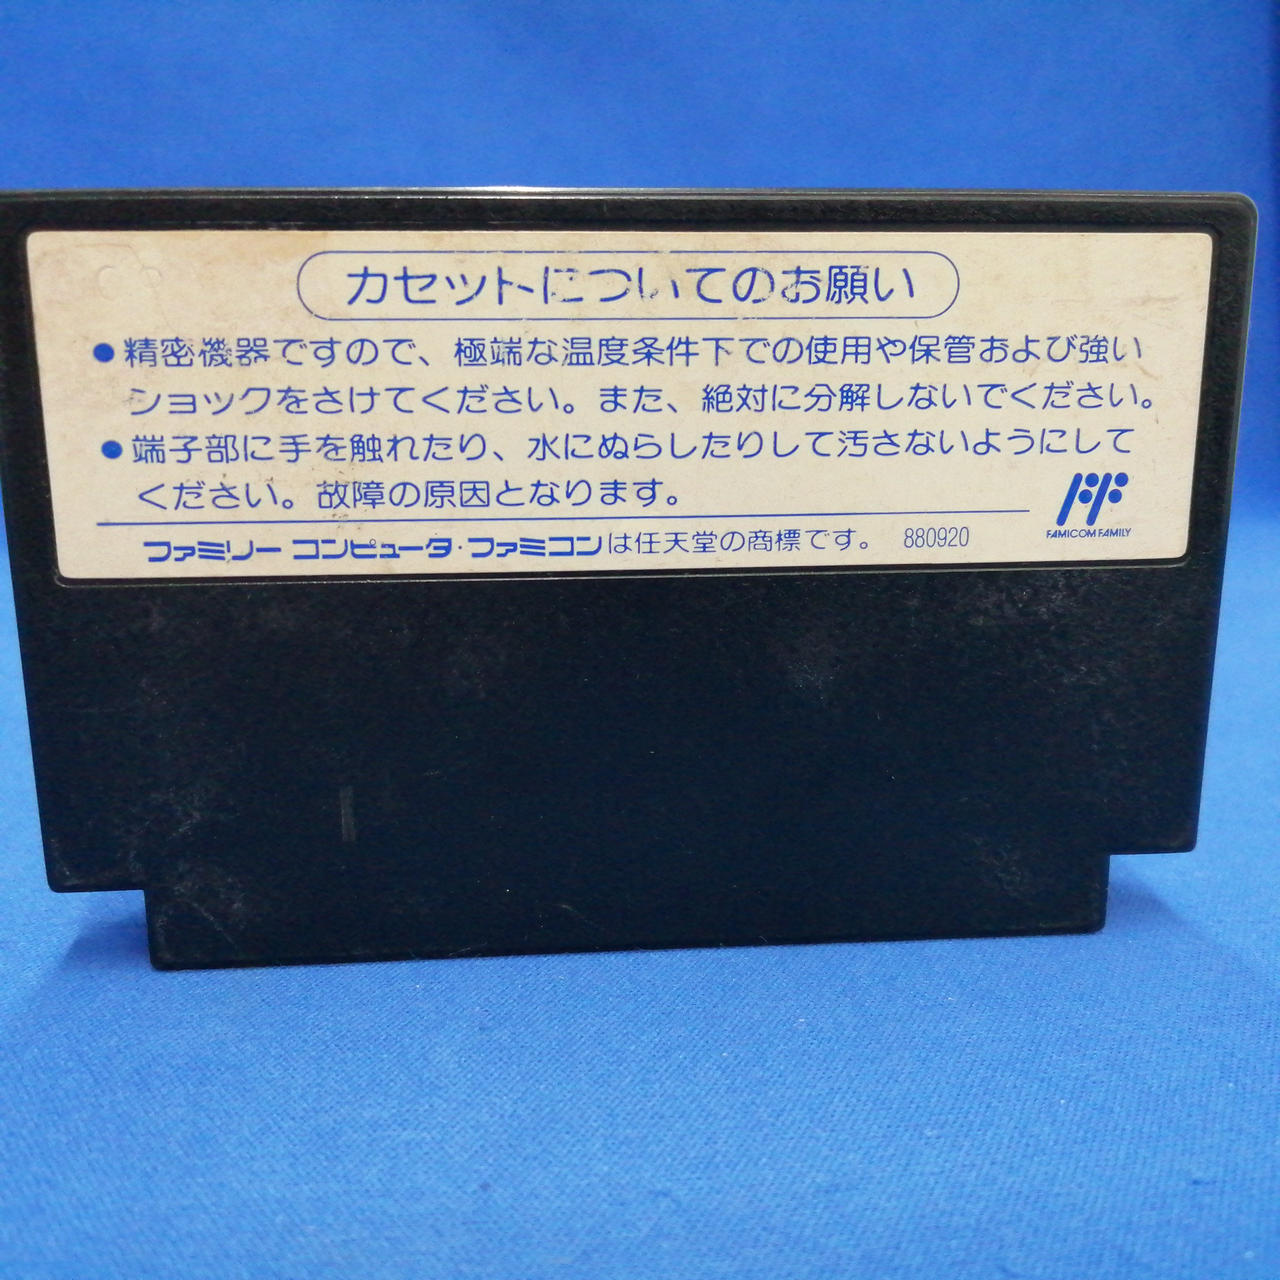 カセットについてのお願い
●精密機器ですので、極端な温度条件下での使用や保管および強い
ショックをさけてください。また、絶対に分解しないでください。
●端子部に手を触れたり、水にぬらしたりして汚さないようにして
ください。故障の原因となります。
FAMICOM FAMILY
ファミリー コンピュータ・ファミコンは任天堂の商標です。 880920